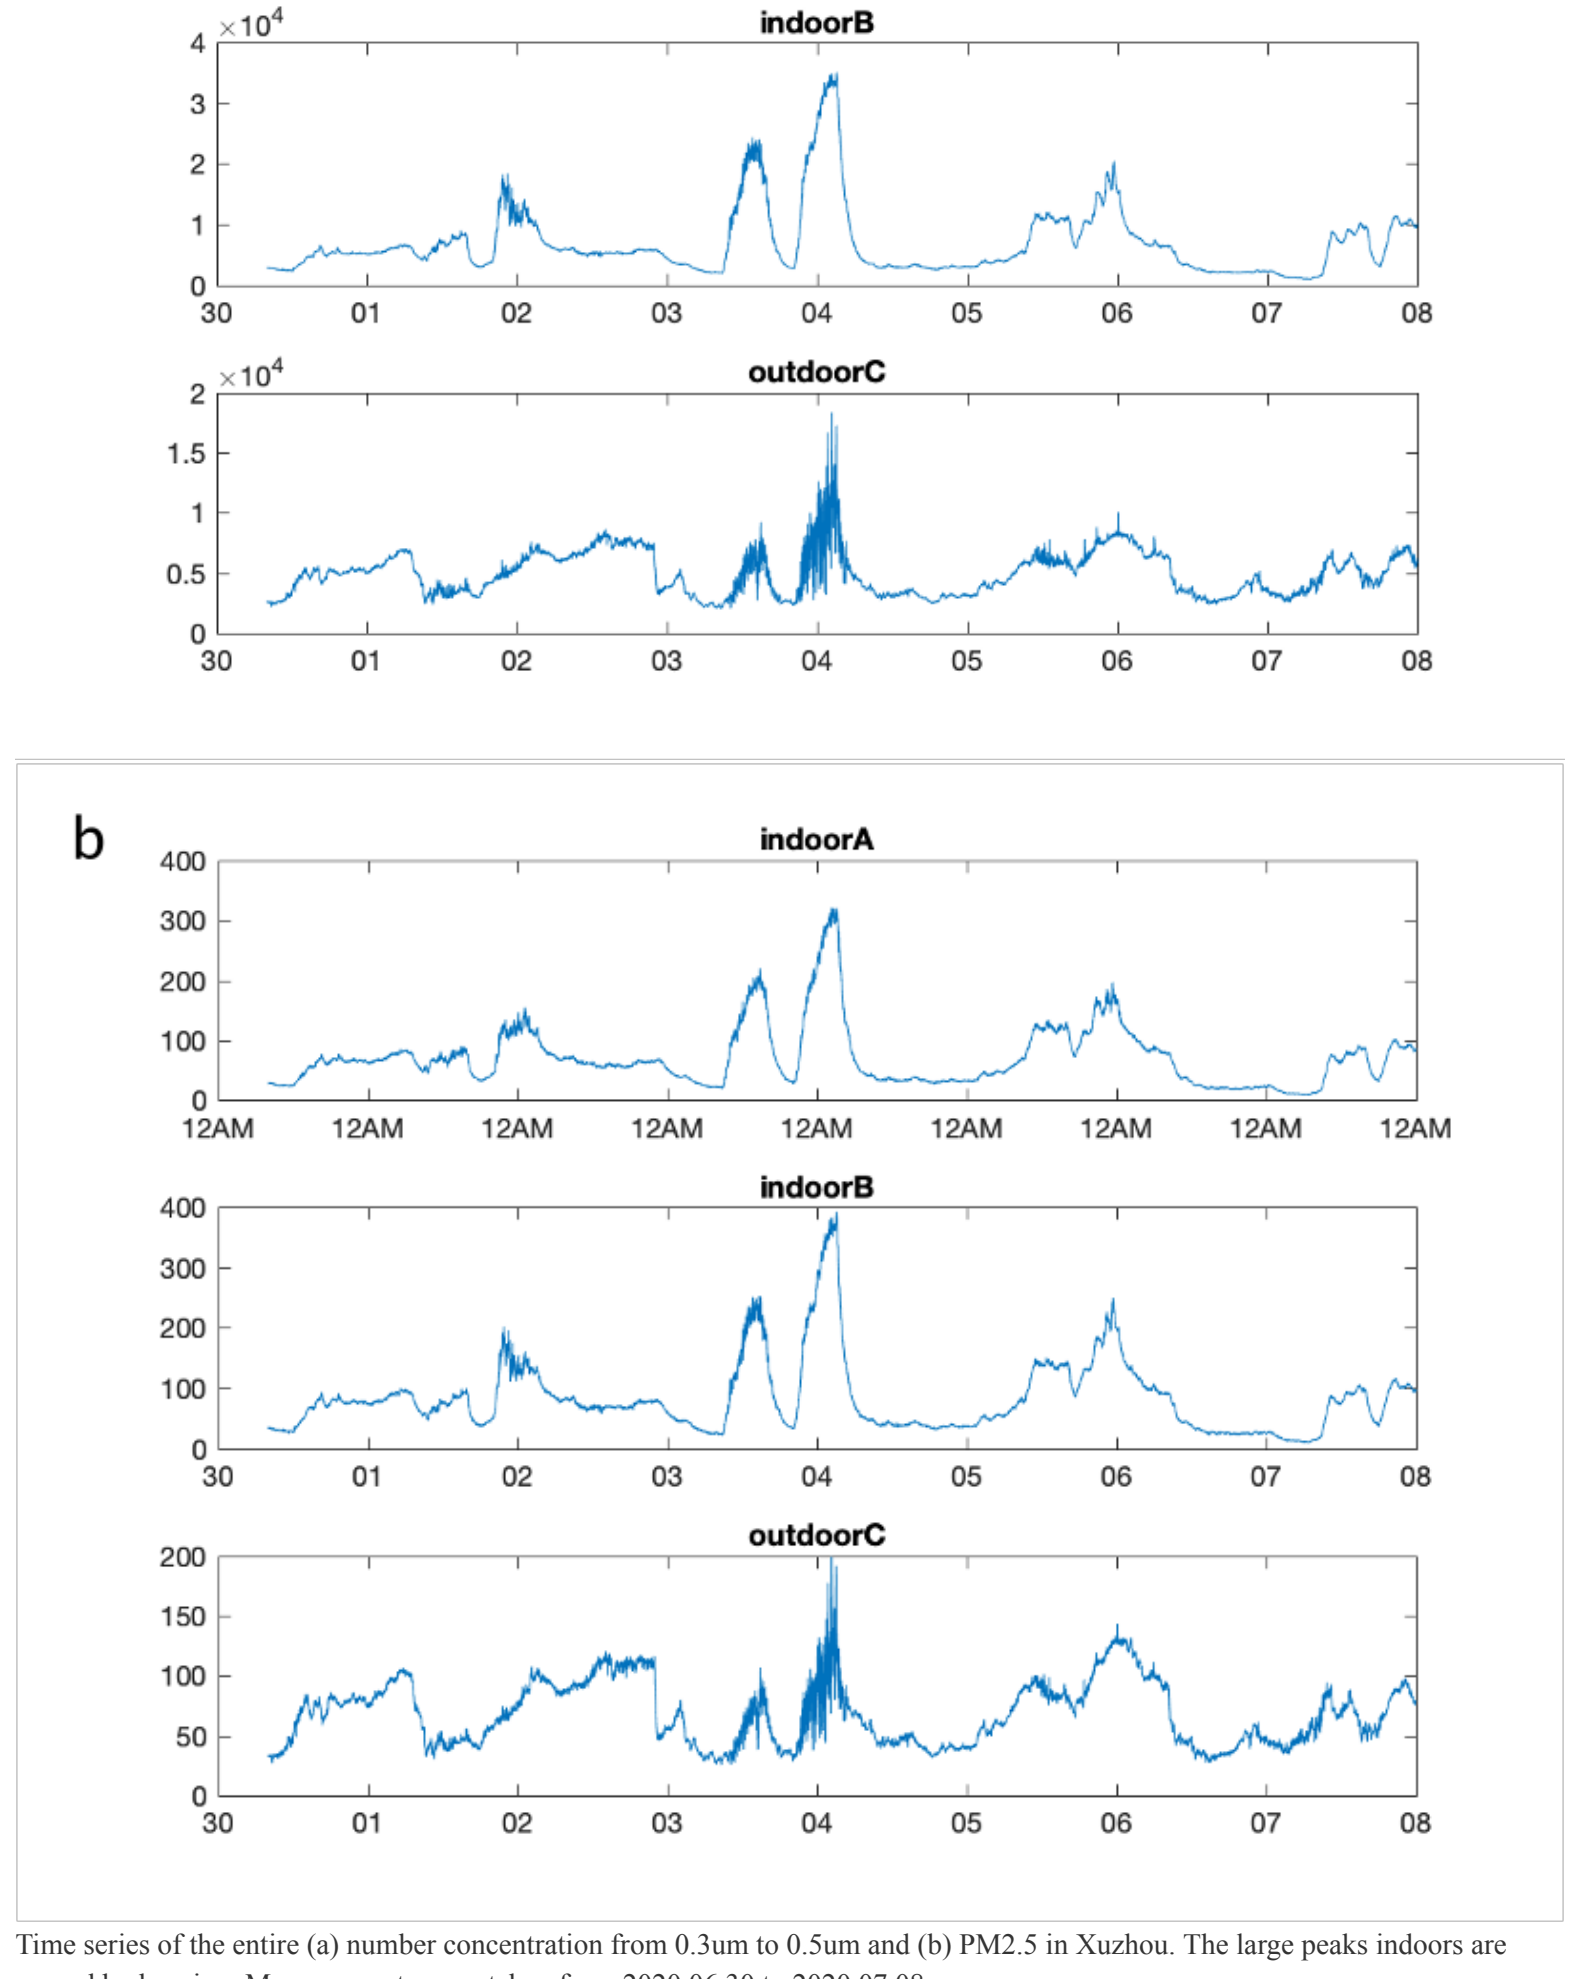 ×10⁴
indoorB
4
3
2
1
0
30 01 02 03 04 05 06 07 08
×10⁴
outdoorC
2
1.5
1
0.5
0
30 01 02 03 04 05 06 07 08
b
indoorA
400
300
200
100
0
12AM 12AM 12AM 12AM 12AM 12AM 12AM 12AM 12AM
indoorB
400
300
200
100
0
30 01 02 03 04 05 06 07 08
outdoorC
200
150
100
50
0
30 01 02 03 04 05 06 07 08
Time series of the entire (a) number concentration from 0.3um to 0.5um and (b) PM2.5 in Xuzhou. The large peaks indoors are